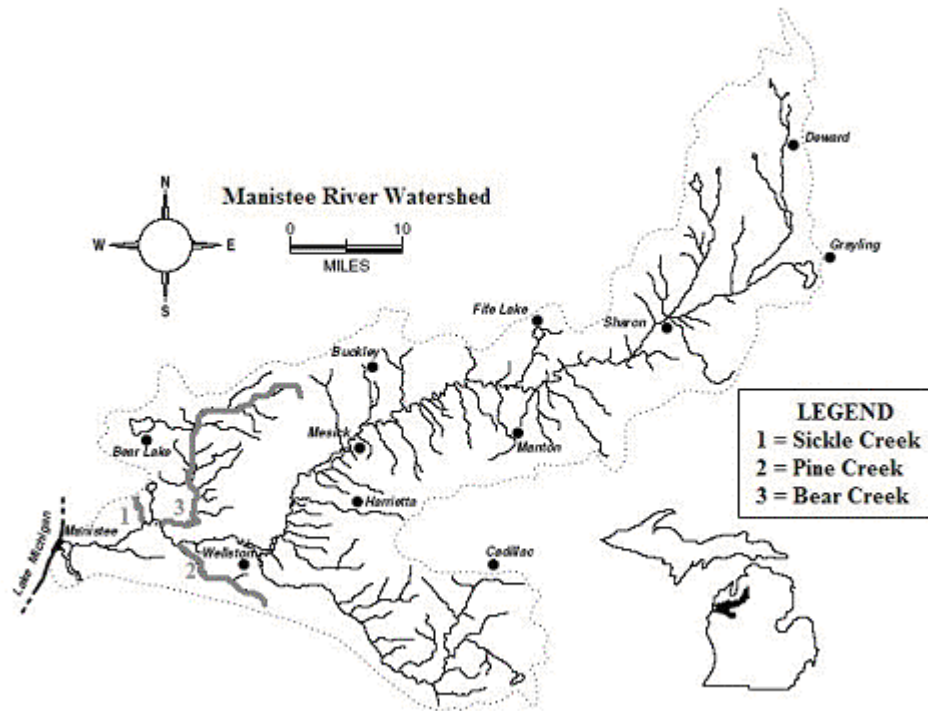 Deward
N
Manistee River Watershed
W
E
0
10
MILES
S
Grayling
Fife Lake
Sharon
Buckley
LEGEND
1 = Sickle Creek
2 = Pine Creek
3 = Bear Creek
Mesick
Manton
Bear Lake
Harrietta
1
3
Manistee
Lake Michigan
Wellston
2
Cadillac